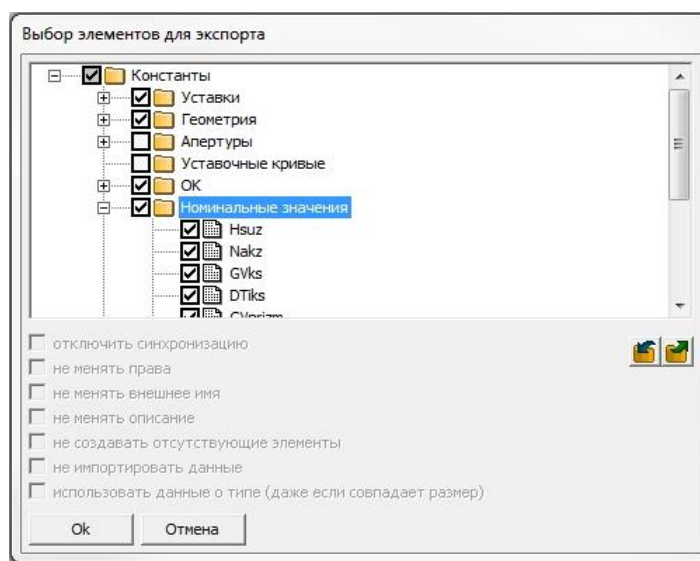 Выбор элементов для экспорта
Константы
Уставки
Геометрия
Апертуры
Уставочные кривые
OK
Номинальные значения
Hsuz
Nakz
GVks
DTiks
GVprizm
отключить синхронизацию
не менять права
не менять внешнее имя
не менять описание
не создавать отсутствующие элементы
не импортировать данные
использовать данные о типе (даже если совпадает размер)
Ok
Отмена